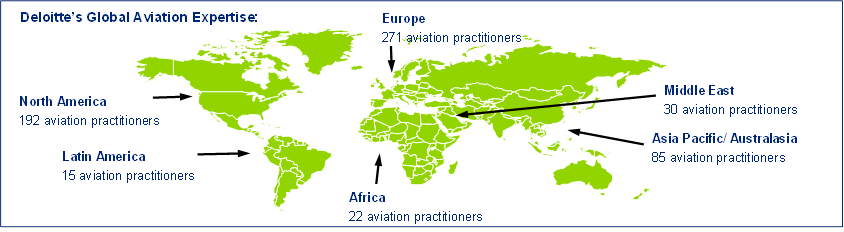 Deloitte's Global Aviation Expertise:
Europe
271 aviation practitioners
North America
192 aviation practitioners
Middle East
30 aviation practitioners
Asia Pacific/ Australasia
85 aviation practitioners
Latin America
15 aviation practitioners
Africa
22 aviation practitioners